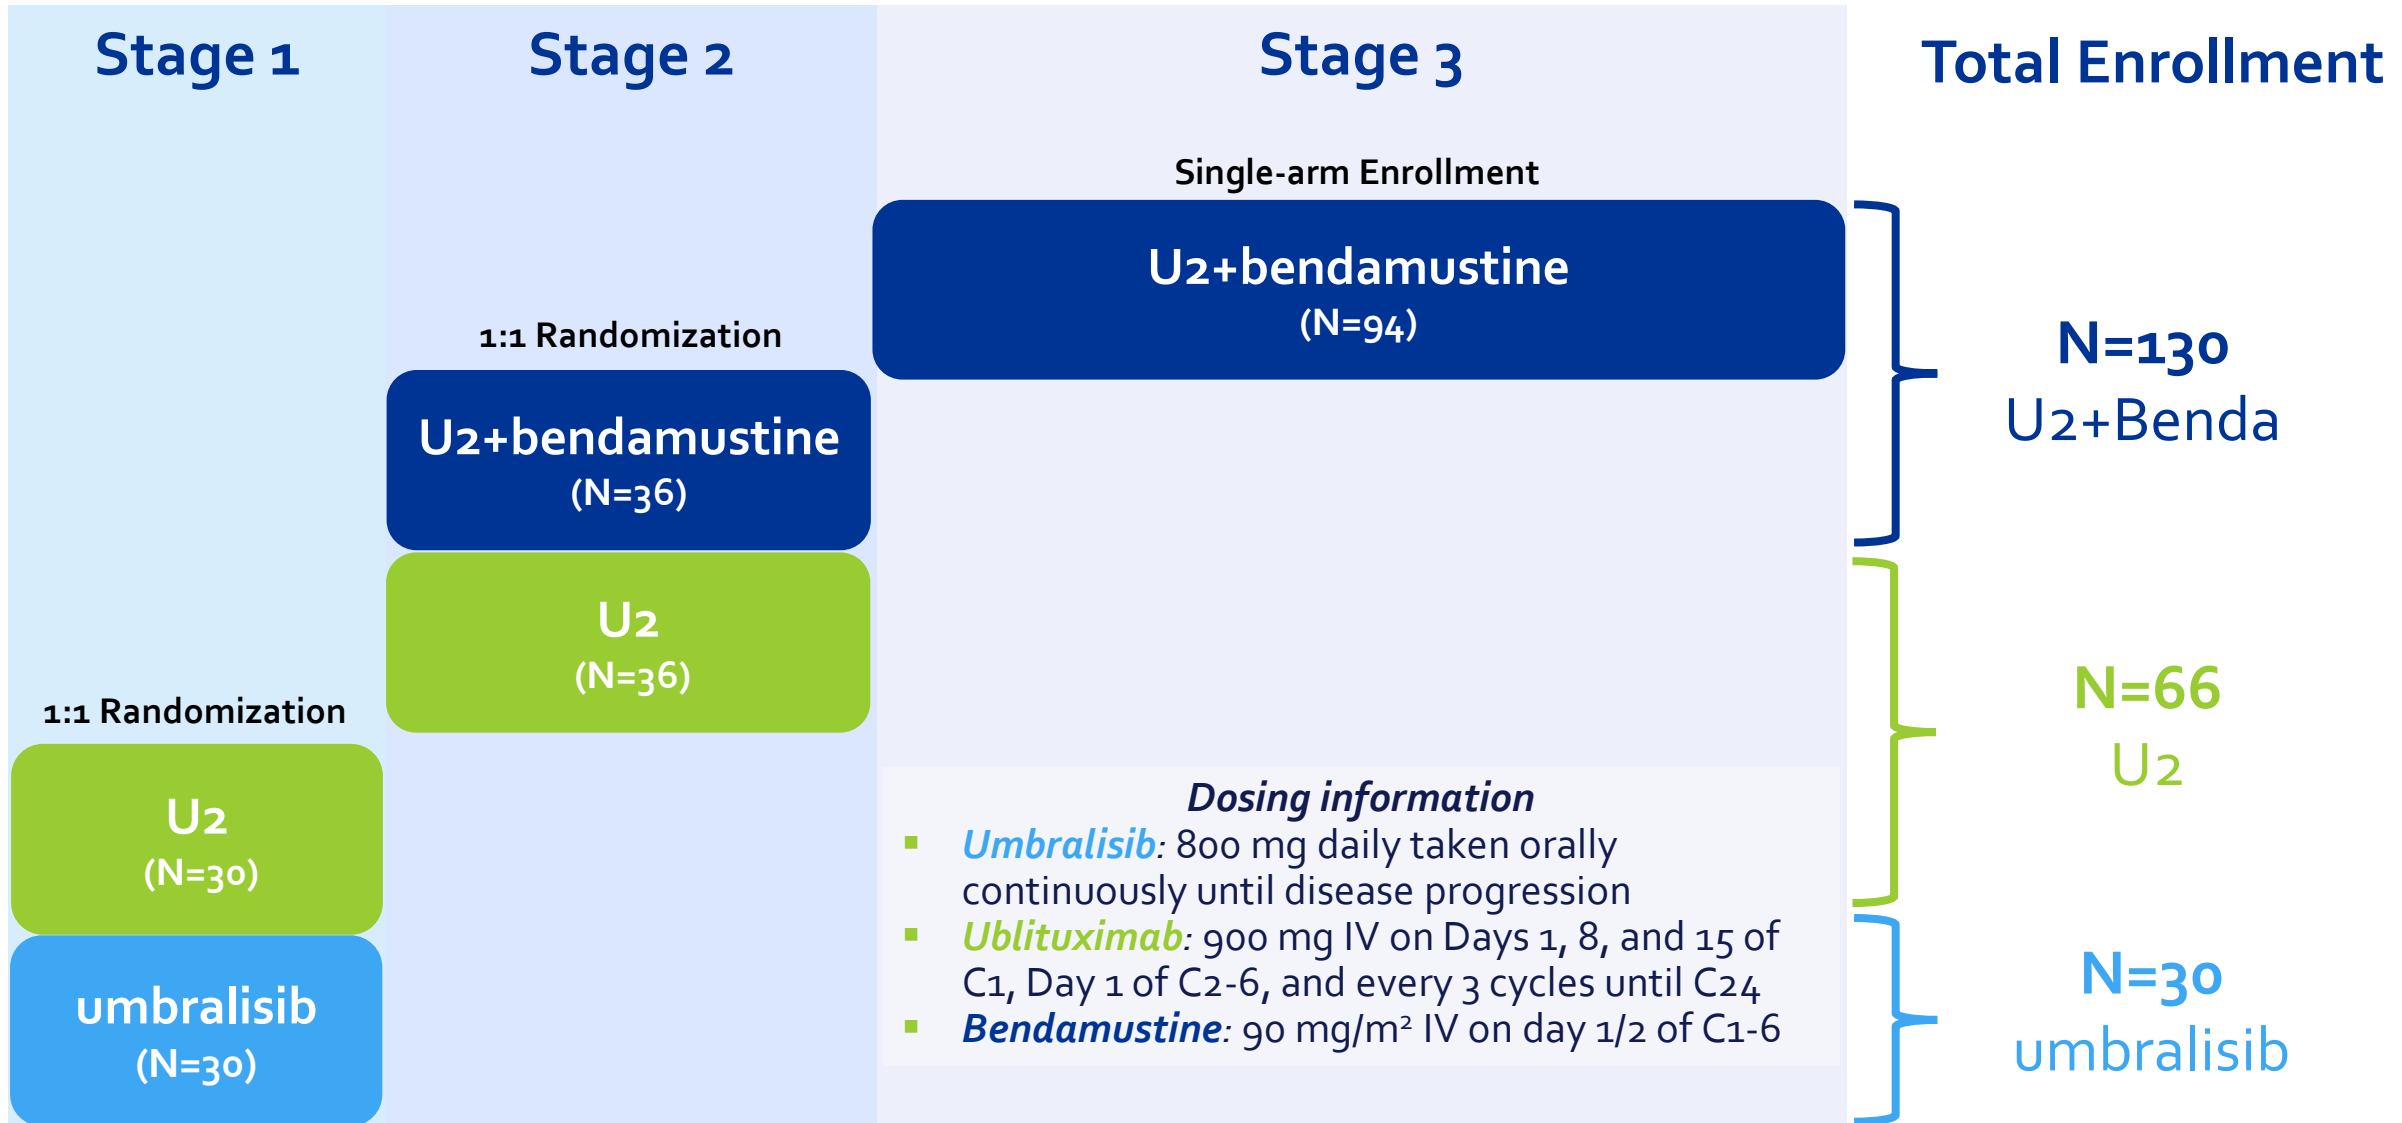 Stage 1
Stage 2
Stage 3
Total Enrollment
Single-arm Enrollment
U2+bendamustine
(N=94)
1:1 Randomization
U2+bendamustine
(N=36)
N=130
U2+Benda
U2
(N=36)
1:1 Randomization
U2
(N=30)
N=66
U2
umbralisib
(N=30)
Dosing information
▪ Umbralisib: 800 mg daily taken orally
continuously until disease progression
▪ Ublituximab: 900 mg IV on Days 1, 8, and 15 of
C1, Day 1 of C2-6, and every 3 cycles until C24
▪ Bendamustine: 90 mg/m² IV on day 1/2 of C1-6
N=30
umbralisib